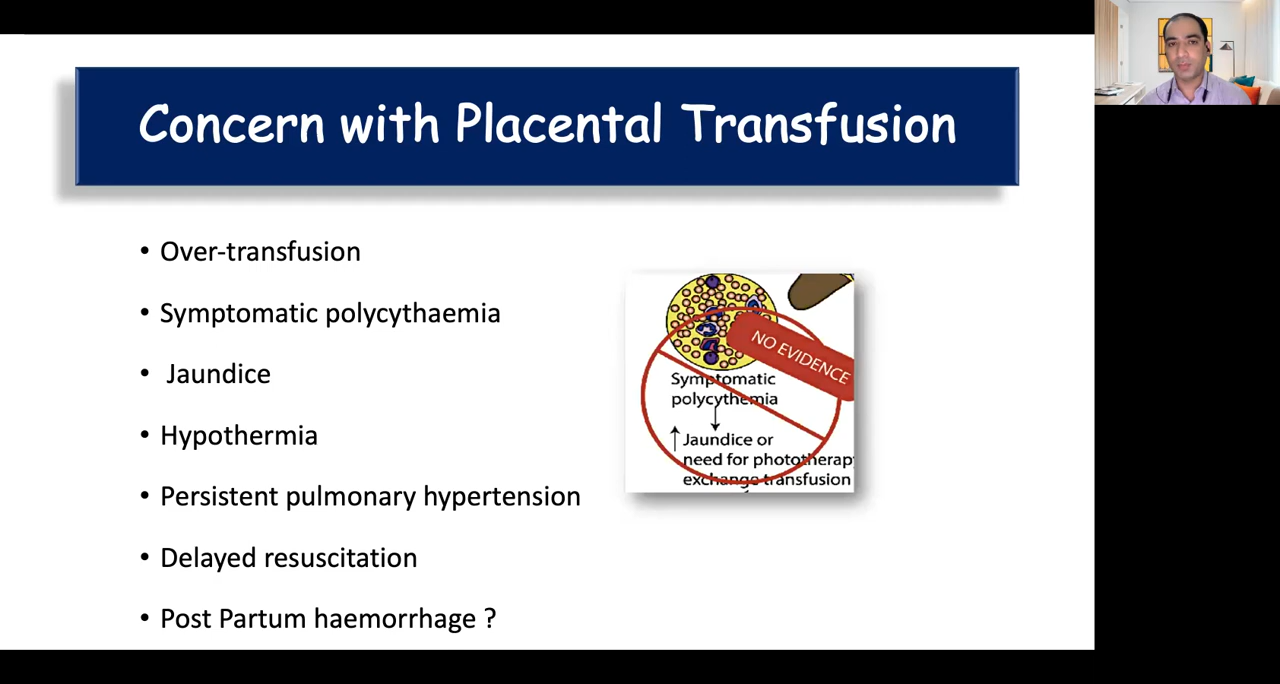 Concern with Placental Transfusion
• Over-transfusion
• Symptomatic polycythaemia
• Jaundice
• Hypothermia
• Persistent pulmonary hypertension
• Delayed resuscitation
• Post Partum haemorrhage ?
NO EVIDENCE
Symptomatic
polycythemia
↓
↑ Jaundice or
need for phototherap
exchange transfusion